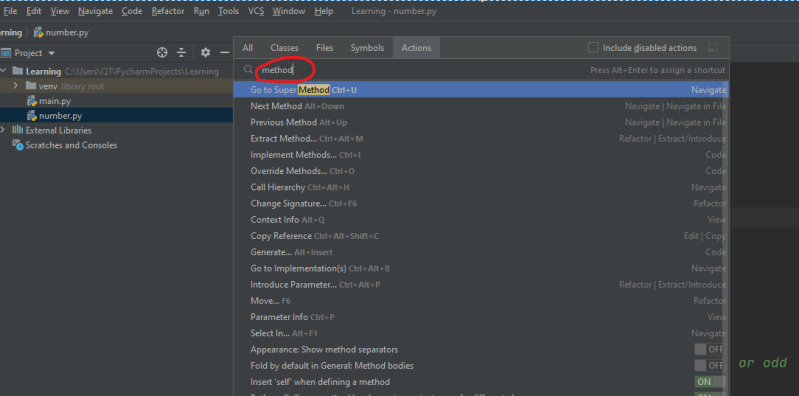 File Edit View Navigate Code Refactor Run Tools VCS Window Help Learning - number.py
arning number.py
Project
Learning C:\Users\QT\PycharmProjects\Learning
venv library root
main.py
number.py
External Libraries
Scratches and Consoles
All Classes Files Symbols Actions Include disabled actions
method Press Alt+Enter to assign a shortcut
Go to Super Method Ctrl+U Navigate
Next Method Alt+Down Navigate | Navigate in File
Previous Method Alt+Up Navigate | Navigate in File
Extract Method... Ctrl+Alt+M Refactor | Extract/Introduce
Implement Methods... Ctrl+I Code
Override Methods... Ctrl+O Code
Call Hierarchy Ctrl+Alt+H Navigate
Change Signature... Ctrl+F6 Refactor
Context Info Alt+Q View
Copy Reference Ctrl+Alt+Shift+C Edit | Copy
Generate... Alt+Insert Code
Go to Implementation(s) Ctrl+Alt+B Navigate
Introduce Parameter... Ctrl+Alt+P Refactor | Extract/Introduce
Move... F6 Refactor
Parameter Info Ctrl+P View
Select In... Alt+F1 Navigate
Appearance: Show method separators OFF
Fold by default in General: Method bodies OFF
or odd
Insert 'self' when defining a method ON